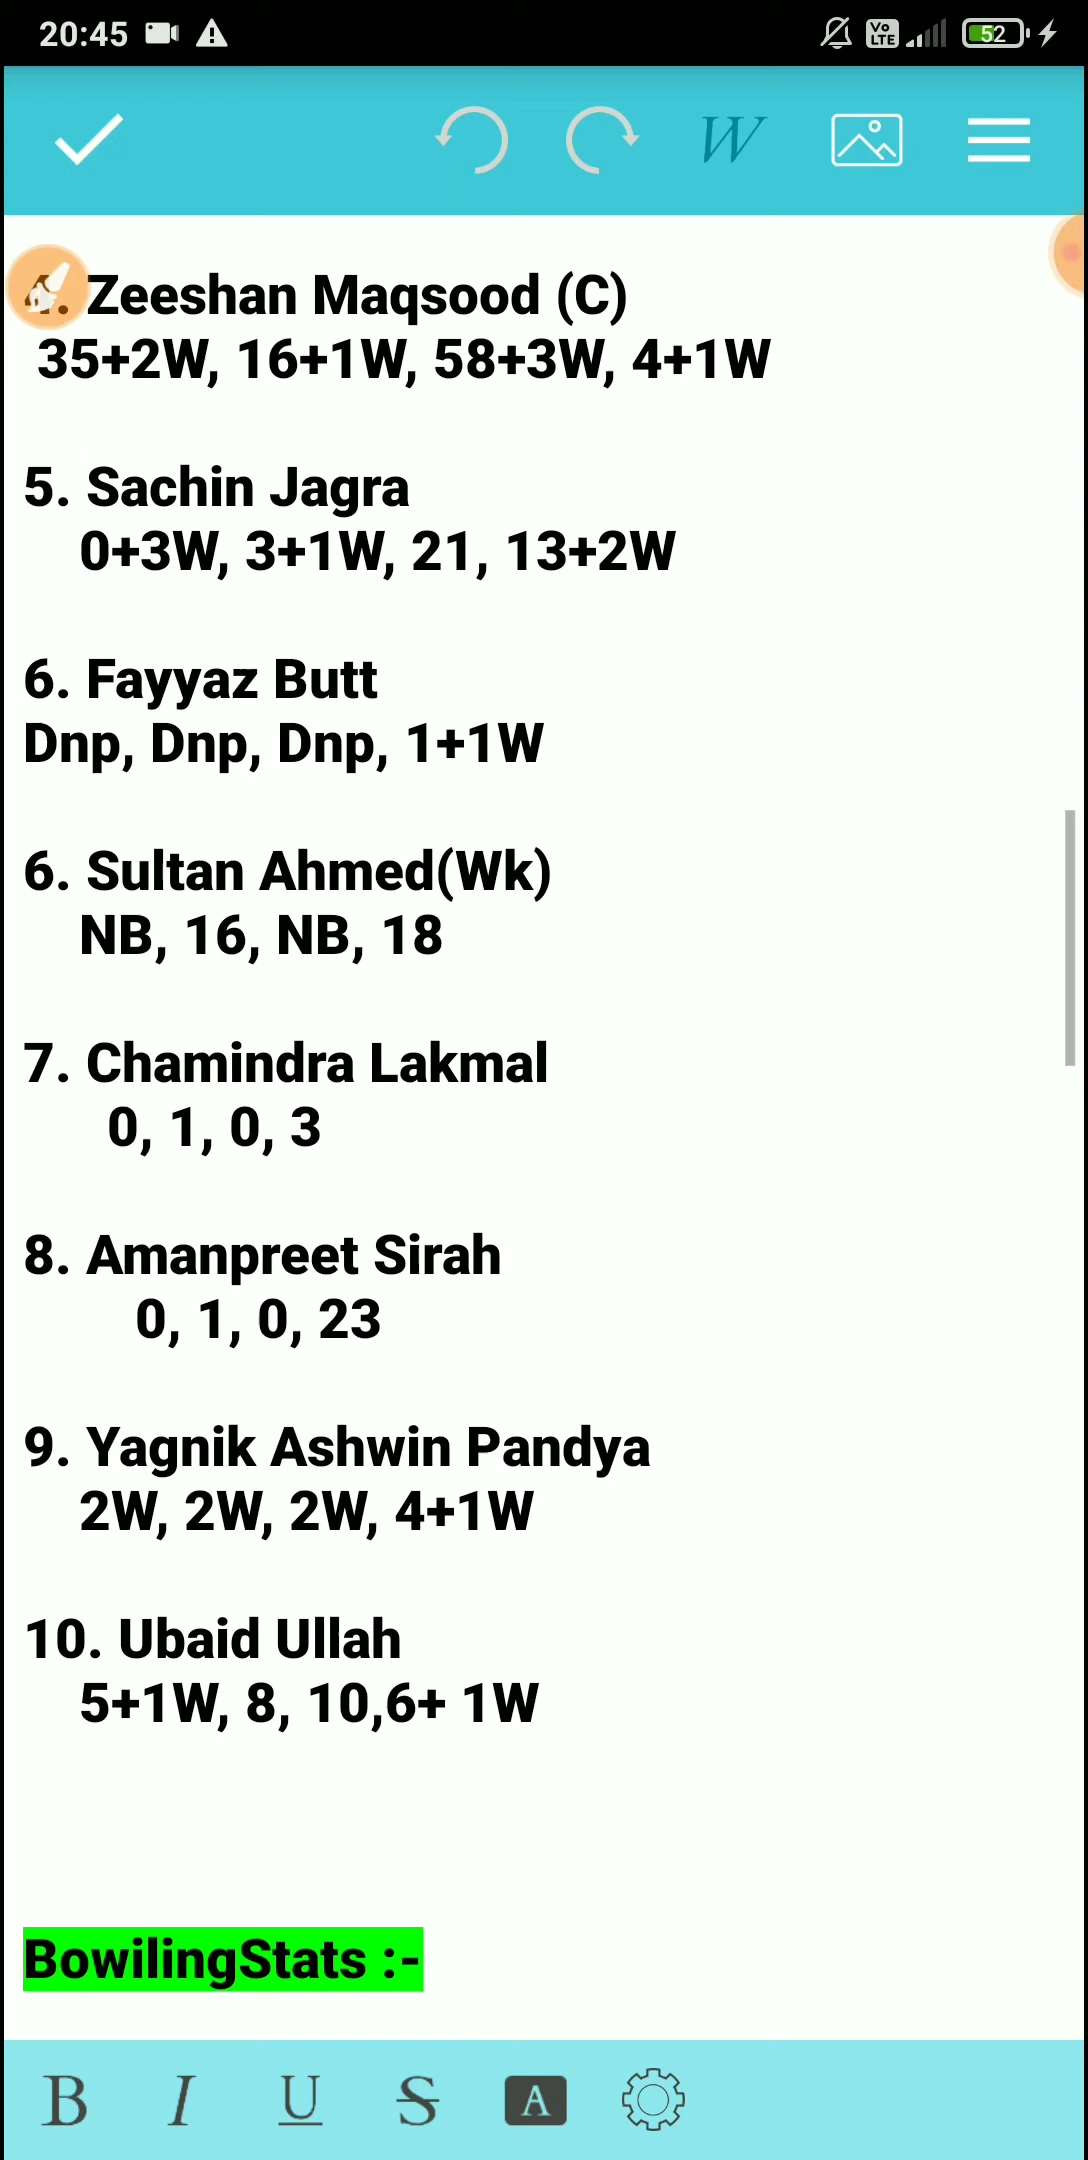 20:45
Vo LTE
52
W
4. Zeeshan Maqsood (C)
35+2W, 16+1W, 58+3W, 4+1W
5. Sachin Jagra
0+3W, 3+1W, 21, 13+2W
6. Fayyaz Butt
Dnp, Dnp, Dnp, 1+1W
6. Sultan Ahmed(Wk)
NB, 16, NB, 18
7. Chamindra Lakmal
0, 1, 0, 3
8. Amanpreet Sirah
0, 1, 0, 23
9. Yagnik Ashwin Pandya
2W, 2W, 2W, 4+1W
10. Ubaid Ullah
5+1W, 8, 10,6+ 1W
BowilingStats :-
B I U S A